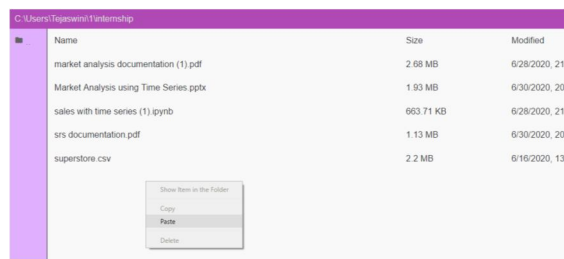 C:\Users\Tejaswini\1\internship
Name Size Modified
market analysis documentation (1).pdf 2.68 MB 6/28/2020, 21
Market Analysis using Time Series.pptx 1.93 MB 6/30/2020, 20
sales with time series (1).ipynb 663.71 KB 6/28/2020, 21
srs documentation.pdf 1.13 MB 6/30/2020, 20
superstore.csv 2.2 MB 6/16/2020, 13
Show Item in the Folder
Copy
Paste
Delete